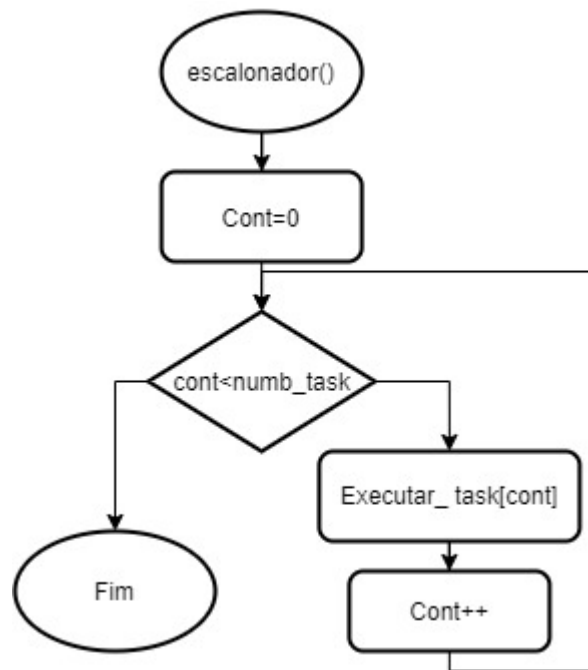 escalonador()
Cont=0
cont<numb_task
Executar_ task[cont]
Fim
Cont++